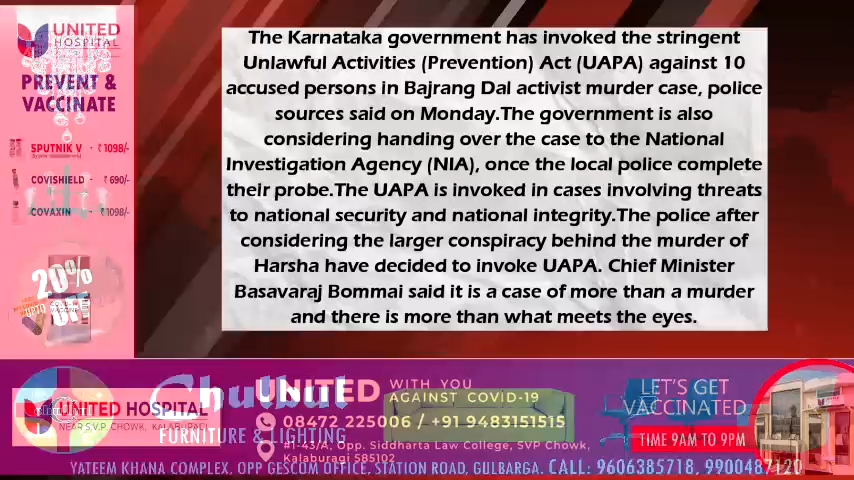 UNITED
HOSPITAL
PREVENT &
VACCINATE
SPUTNIK V - ₹1098/-
COVISHIELD - ₹690/-
COVAXIN - ₹1098/-
20%
OFF
UPTO
The Karnataka government has invoked the stringent
Unlawful Activities (Prevention) Act (UAPA) against 10
accused persons in Bajrang Dal activist murder case, police
sources said on Monday.The government is also
considering handing over the case to the National
Investigation Agency (NIA), once the local police complete
their probe.The UAPA is invoked in cases involving threats
to national security and national integrity.The police after
considering the larger conspiracy behind the murder of
Harsha have decided to invoke UAPA. Chief Minister
Basavaraj Bommai said it is a case of more than a murder
and there is more than what meets the eyes.
UNITED HOSPITAL
NEAR S.V.P. CHOWK, KALABURAGI
Chulbul
FURNITURE & LIGHTING
UNITED WITH YOU
AGAINST COVID-19
08472 225006 / +91 9483151515
#1-43/A, Opp. Siddharta Law College, SVP Chowk,
Kalaburagi 585102
LET'S GET
VACCINATED
TIME 9AM TO 9PM
YATEEM KHANA COMPLEX, OPP GESCOM OFFICE, STATION ROAD, GULBARGA. CALL: 9606385718, 9900487120